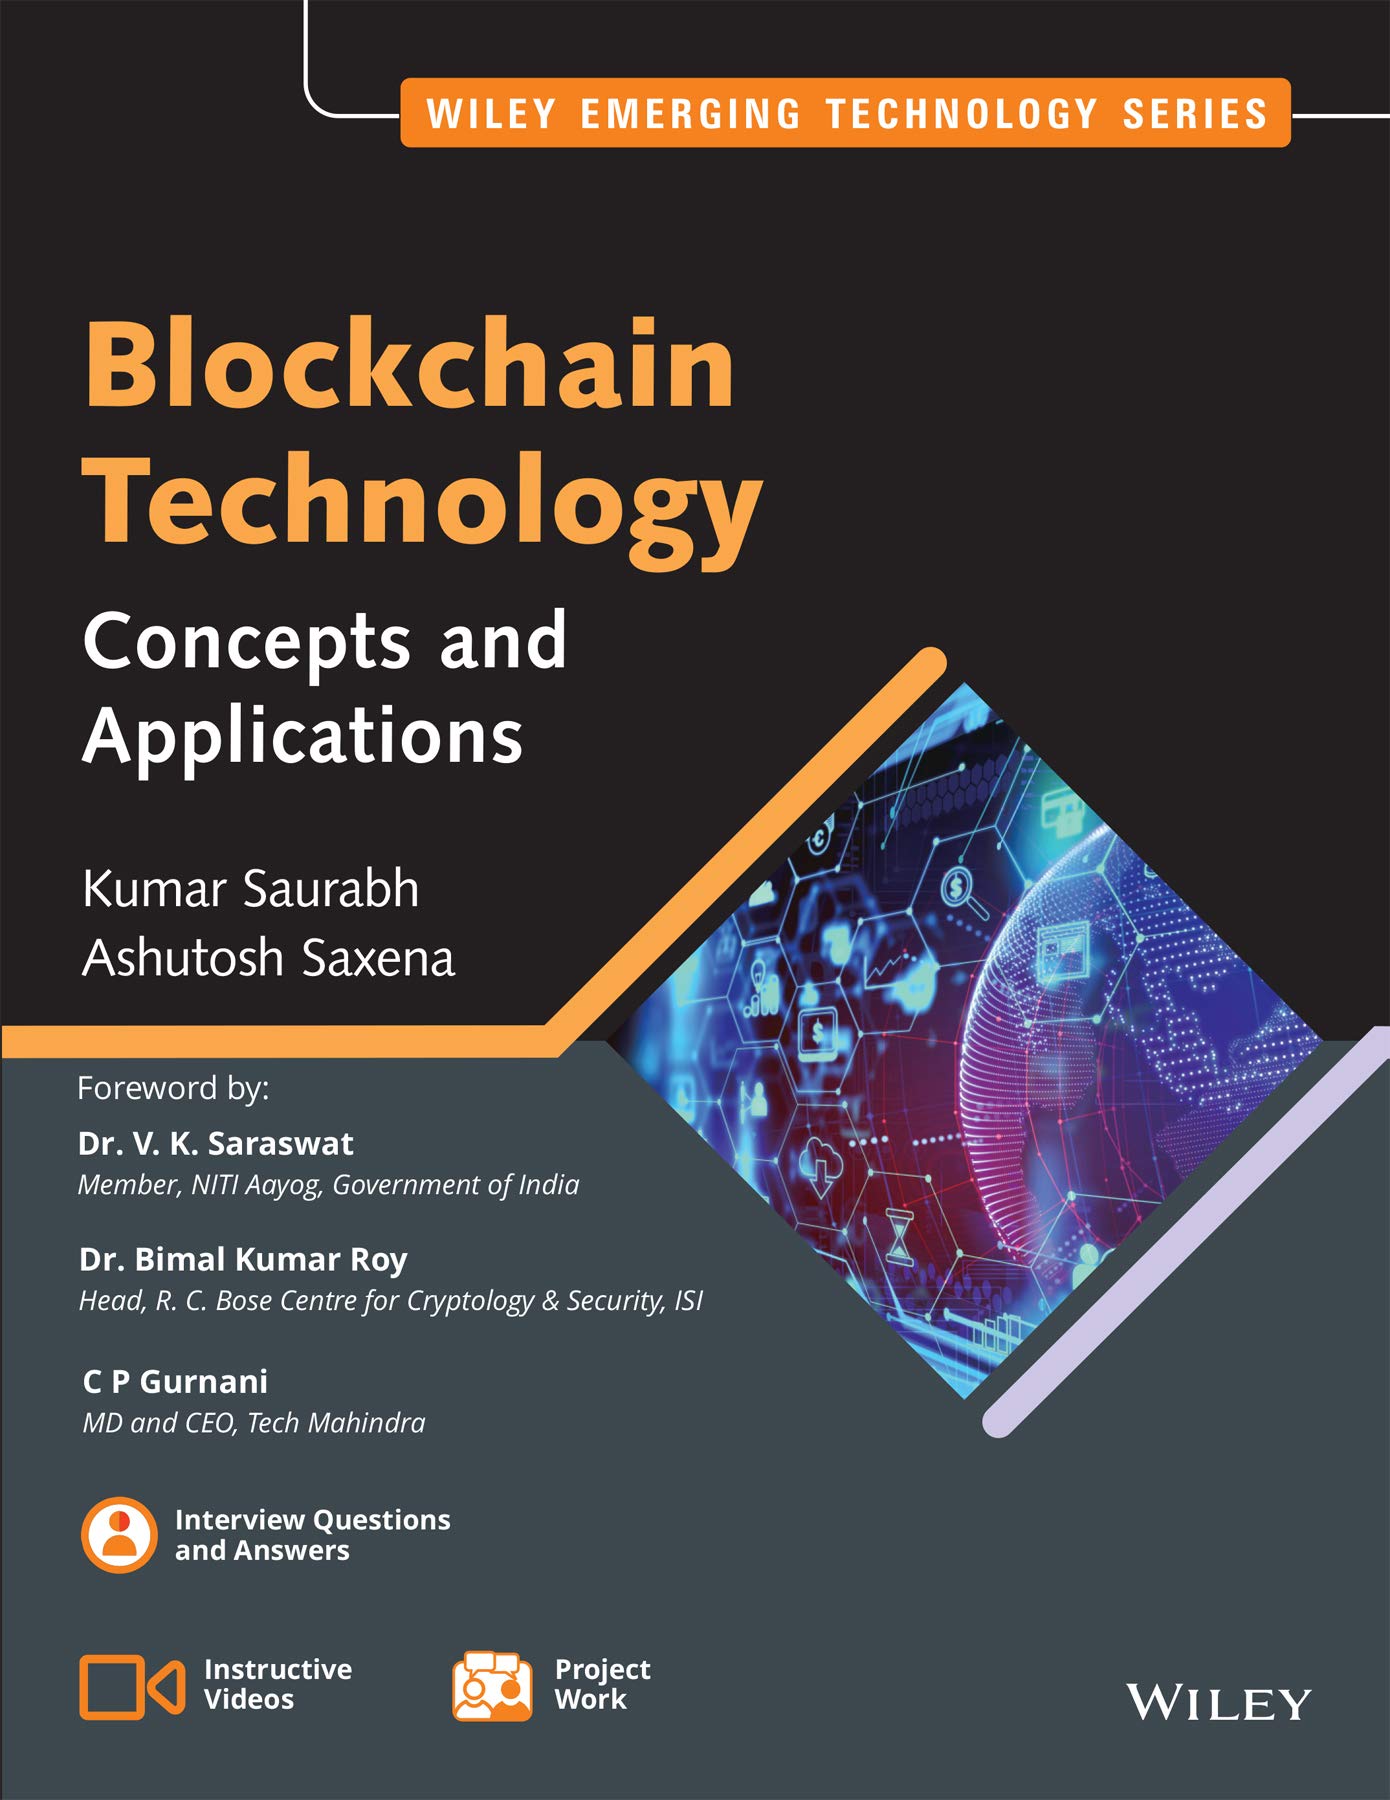 WILEY EMERGING TECHNOLOGY SERIES
Blockchain
Technology
Concepts and
Applications
Kumar Saurabh
Ashutosh Saxena
Foreword by:
Dr. V. K. Saraswat
Member, NITI Aayog, Government of India
Dr. Bimal Kumar Roy
Head, R. C. Bose Centre for Cryptology & Security, ISI
C P Gurnani
MD and CEO, Tech Mahindra
Interview Questions
and Answers
Instructive
Videos
Project
Work
WILEY